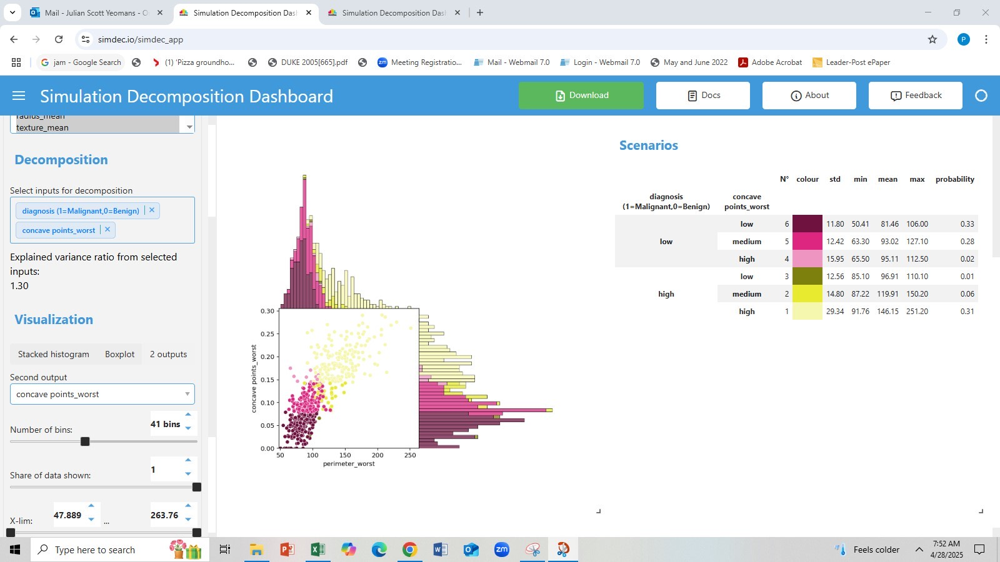 Mail - Julian Scott Yeomans - O
Simulation Decomposition Das
Simulation Decomposition Das
simdec.io/simdec_app
P
jam - Google Search
(1) 'Pizza groundho...
DUKE 2005[665].pdf
Meeting Registratio...
Mail - Webmail 7.0
Login - Webmail 7.0
May and June 2022
Adobe Acrobat
Leader-Post ePaper
Simulation Decomposition Dashboard
Download
Docs
About
Feedback
radius_mean
texture_mean
Decomposition
Select inputs for decomposition
diagnosis (1=Malignant,0=Benign)
concave points_worst
Explained variance ratio from selected
inputs:
1.30
Visualization
Stacked histogram Boxplot 2 outputs
Second output
concave points_worst
Number of bins: 41 bins
Share of data shown: 1
X-lim: 47.889 ... 263.76
0.30
0.25
0.20
0.15
0.10
0.05
0.00
concave points_worst
50 100 150 200 250
perimeter_worst
Scenarios
N° colour std min mean max probability
diagnosis
(1=Malignant,0=Benign)
concave
points_worst
low
low 6 11.80 50.41 81.46 106.00 0.33
medium 5 12.42 63.30 93.02 127.10 0.28
high 4 15.95 65.50 95.11 112.50 0.02
high
low 3 12.56 85.10 96.91 110.10 0.01
medium 2 14.80 87.22 119.91 150.20 0.06
high 1 29.34 91.76 146.15 251.20 0.31
Type here to search
Feels colder
7:52 AM
4/28/2025